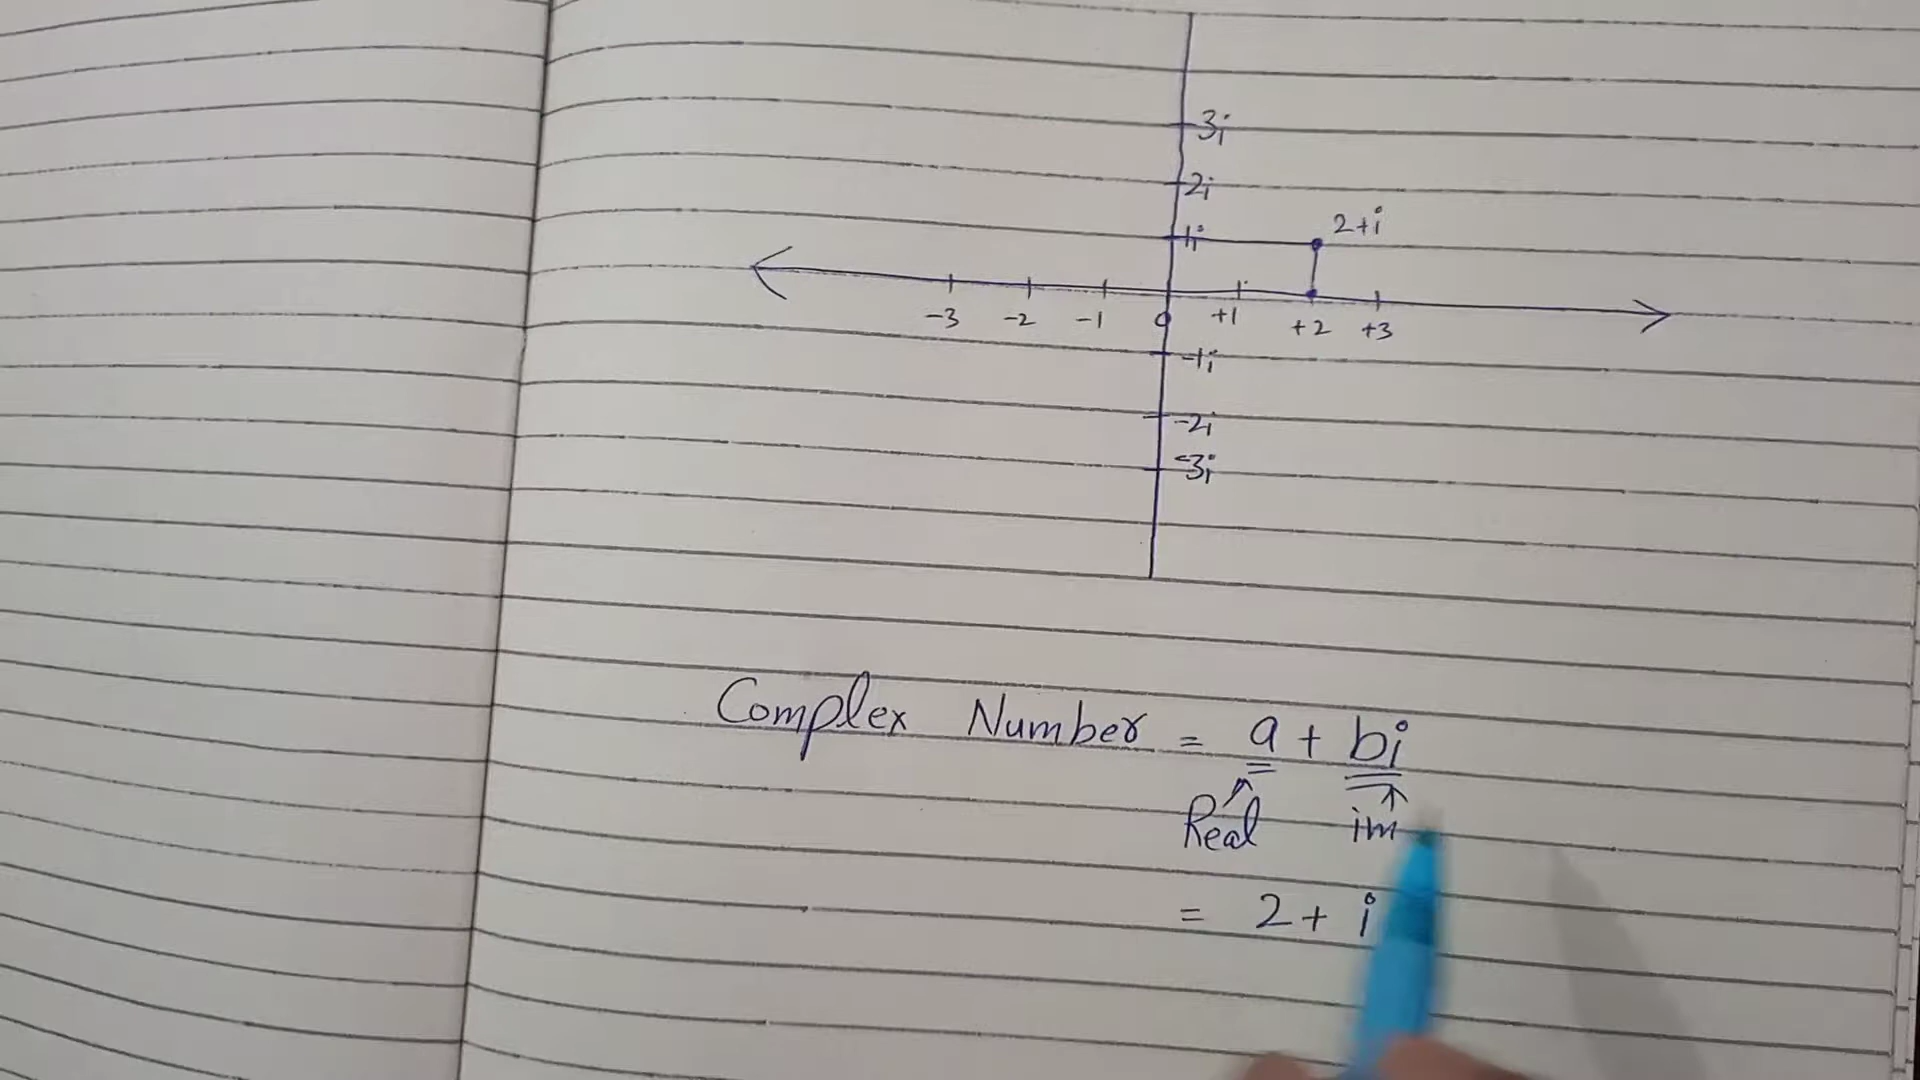 3i
2i
1i
2+i
-3 -2 -1 0 +1 +2 +3
-1i
-2i
-3i
Complex Number = a + bi
Real im
= 2 + i